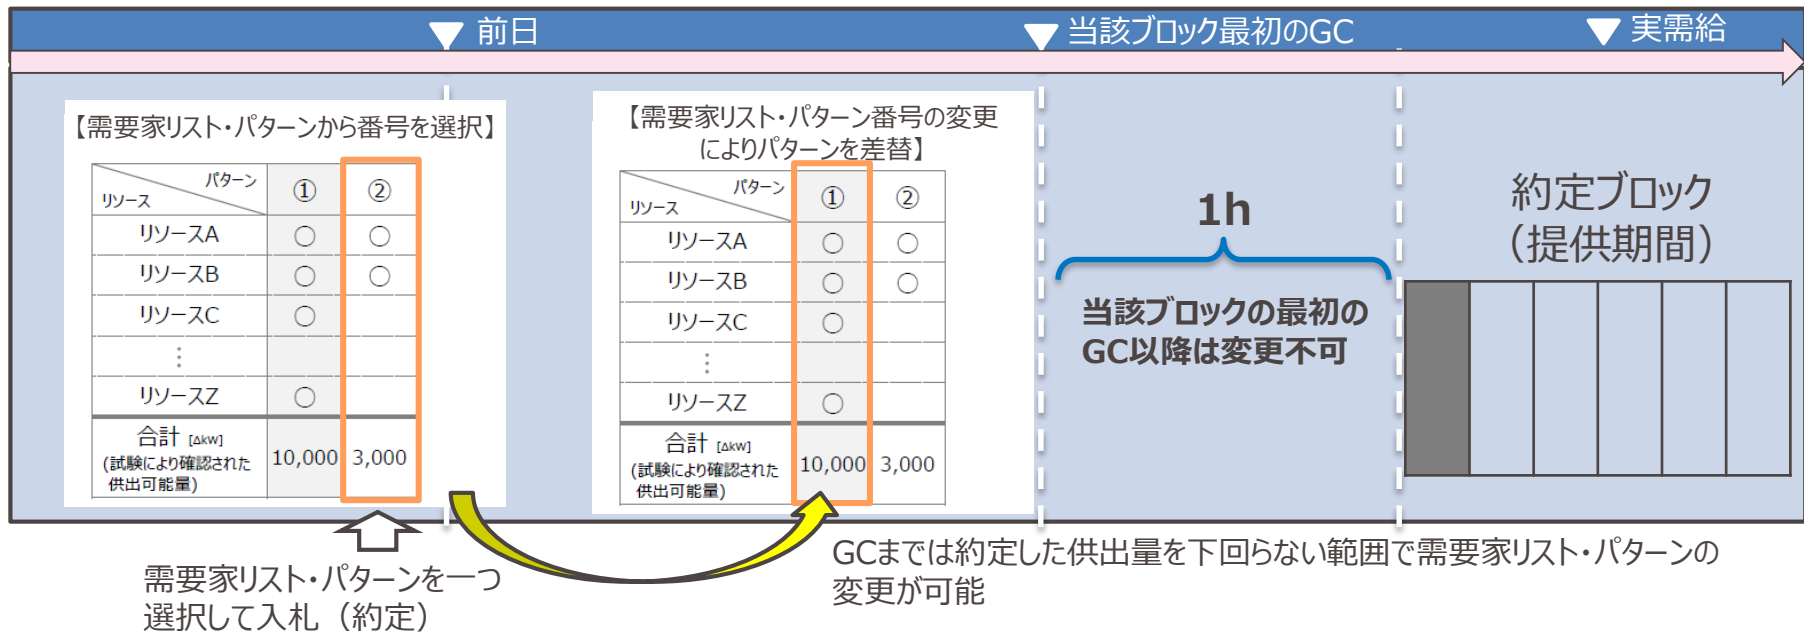 ▼ 前日
▼ 当該ブロック最初のGC
▼ 実需給
【需要家リスト・パターンから番号を選択】
パターン
リソース
① ②
リソースA ○ ○
リソースB ○ ○
リソースC ○
⋮
リソースZ ○
合計 [ΔkW]
(試験により確認された
供出可能量)
10,000 3,000
【需要家リスト・パターン番号の変更
によりパターンを差替】
パターン
リソース
① ②
リソースA ○ ○
リソースB ○ ○
リソースC ○
⋮
リソースZ ○
合計 [ΔkW]
(試験により確認された
供出可能量)
10,000 3,000
1h
当該ブロックの最初の
GC以降は変更不可
約定ブロック
（提供期間）
需要家リスト・パターンを一つ
選択して入札（約定）
GCまでは約定した供出量を下回らない範囲で需要家リスト・パターンの
変更が可能